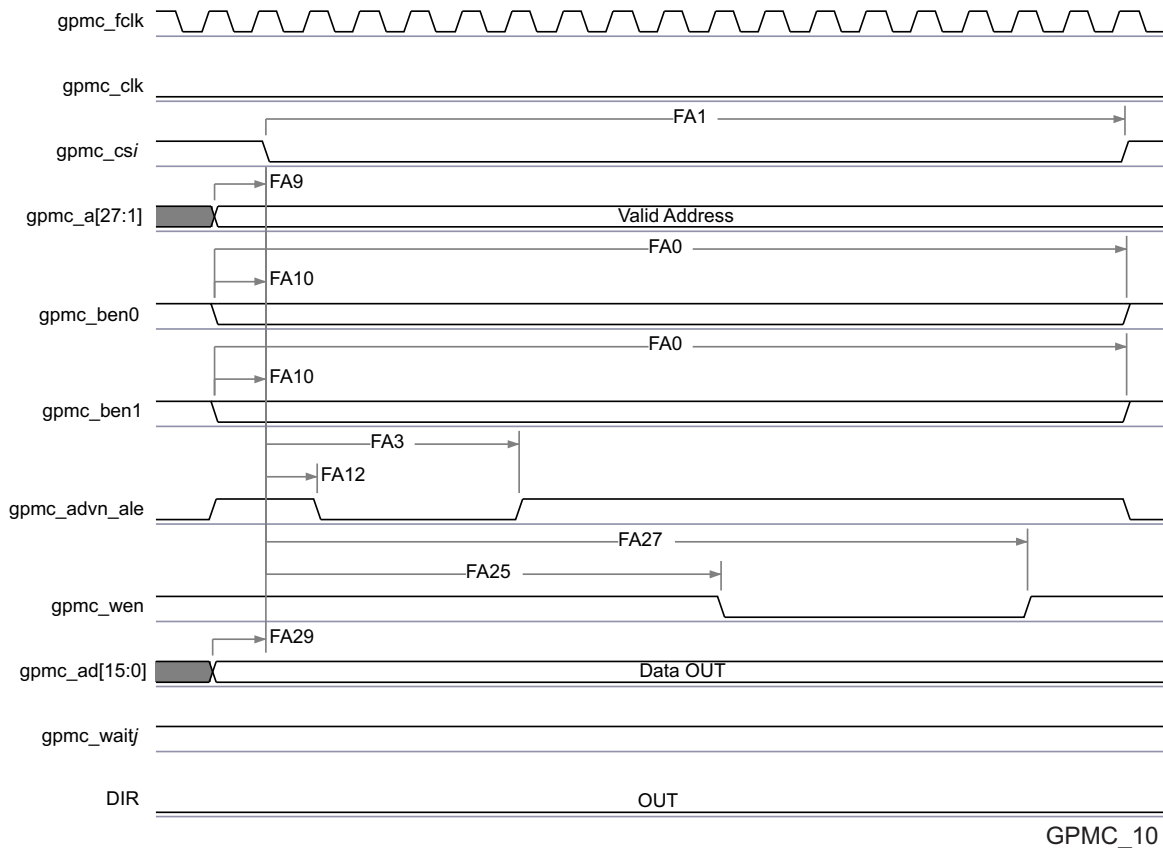 gpmc_fclk
gpmc_clk
FA1
gpmc_csi
FA9
gpmc_a[27:1] Valid Address
FA0
FA10
gpmc_ben0
FA0
FA10
gpmc_ben1
FA3
FA12
gpmc_advn_ale
FA27
FA25
gpmc_wen
FA29
gpmc_ad[15:0] Data OUT
gpmc_waitj
DIR OUT
GPMC_10